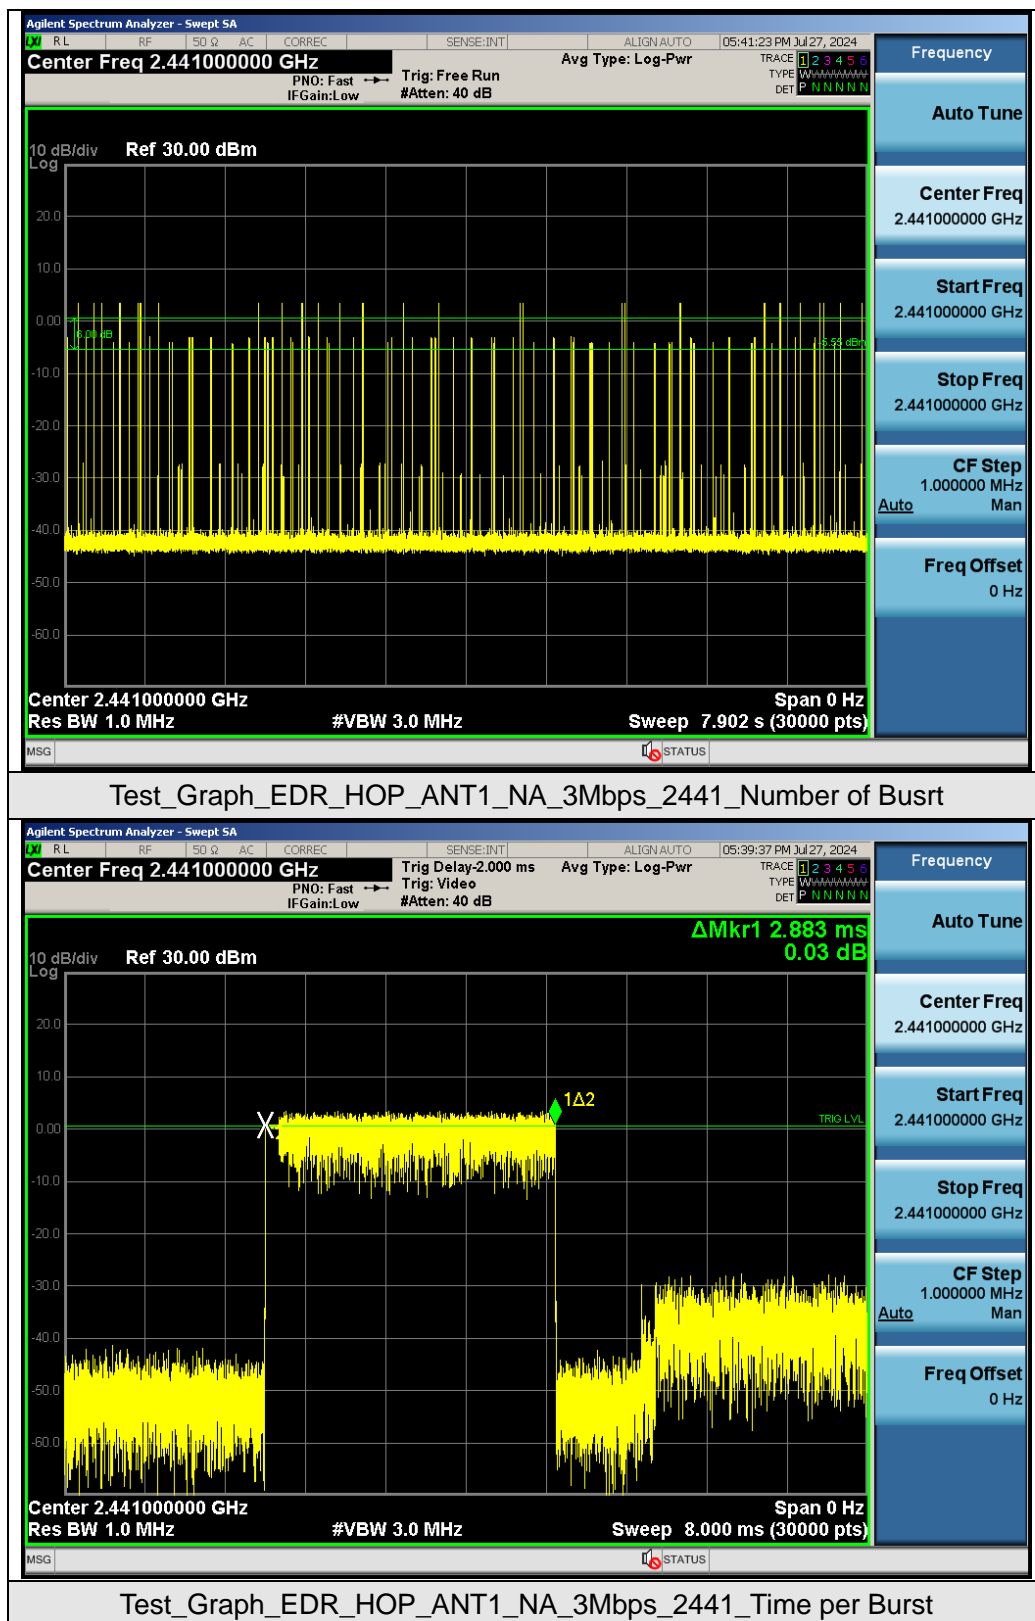 Agilent Spectrum Analyzer - Swept SA
LXI RL RF 50 Ω AC CORREC SENSE:INT ALIGNAUTO 05:41:23 PM Jul 27, 2024
Center Freq 2.441000000 GHz
PNO: Fast
IFGain:Low
Trig: Free Run
#Atten: 40 dB
Avg Type: Log-Pwr
TRACE 1 2 3 4 5 6
TYPE
DET P N N N N N
10 dB/div
Log
Ref 30.00 dBm
20.0
10.0
0.00
6.00 dB
-5.55 dBm
-10.0
-20.0
-30.0
-40.0
-50.0
-60.0
Center 2.441000000 GHz Span 0 Hz
Res BW 1.0 MHz #VBW 3.0 MHz Sweep 7.902 s (30000 pts)
MSG STATUS
Frequency
Auto Tune
Center Freq
2.441000000 GHz
Start Freq
2.441000000 GHz
Stop Freq
2.441000000 GHz
CF Step
1.000000 MHz
Auto Man
Freq Offset
0 Hz
Test_Graph_EDR_HOP_ANT1_NA_3Mbps_2441_Number of Busrt
Agilent Spectrum Analyzer - Swept SA
LXI RL RF 50 Ω AC CORREC SENSE:INT ALIGNAUTO 05:39:37 PM Jul 27, 2024
Center Freq 2.441000000 GHz
PNO: Fast
IFGain:Low
Trig Delay-2.000 ms
Trig: Video
#Atten: 40 dB
Avg Type: Log-Pwr
TRACE 1 2 3 4 5 6
TYPE
DET P N N N N N
ΔMkr1 2.883 ms
0.03 dB
10 dB/div
Log
Ref 30.00 dBm
20.0
10.0
1Δ2
TRIG LVL
0.00
-10.0
-20.0
-30.0
-40.0
-50.0
-60.0
Center 2.441000000 GHz Span 0 Hz
Res BW 1.0 MHz #VBW 3.0 MHz Sweep 8.000 ms (30000 pts)
MSG STATUS
Frequency
Auto Tune
Center Freq
2.441000000 GHz
Start Freq
2.441000000 GHz
Stop Freq
2.441000000 GHz
CF Step
1.000000 MHz
Auto Man
Freq Offset
0 Hz
Test_Graph_EDR_HOP_ANT1_NA_3Mbps_2441_Time per Burst